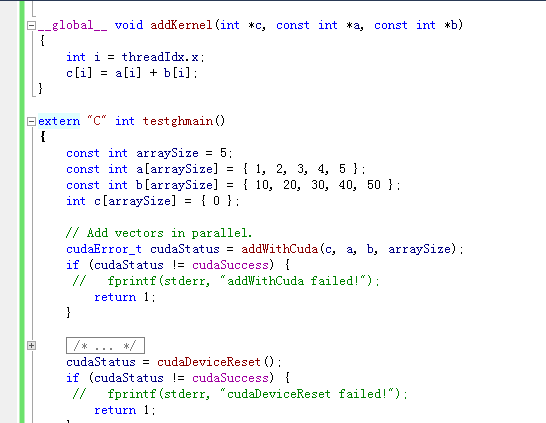 __global__ void addKernel(int *c, const int *a, const int *b)
{
    int i = threadIdx.x;
    c[i] = a[i] + b[i];
}
extern "C" int testghmain()
{
    const int arraySize = 5;
    const int a[arraySize] = { 1, 2, 3, 4, 5 };
    const int b[arraySize] = { 10, 20, 30, 40, 50 };
    int c[arraySize] = { 0 };
    // Add vectors in parallel.
    cudaError_t cudaStatus = addWithCuda(c, a, b, arraySize);
    if (cudaStatus != cudaSuccess) {
     //   fprintf(stderr, "addWithCuda failed!");
        return 1;
    }
    /* ... */
    cudaStatus = cudaDeviceReset();
    if (cudaStatus != cudaSuccess) {
     //   fprintf(stderr, "cudaDeviceReset failed!");
        return 1;